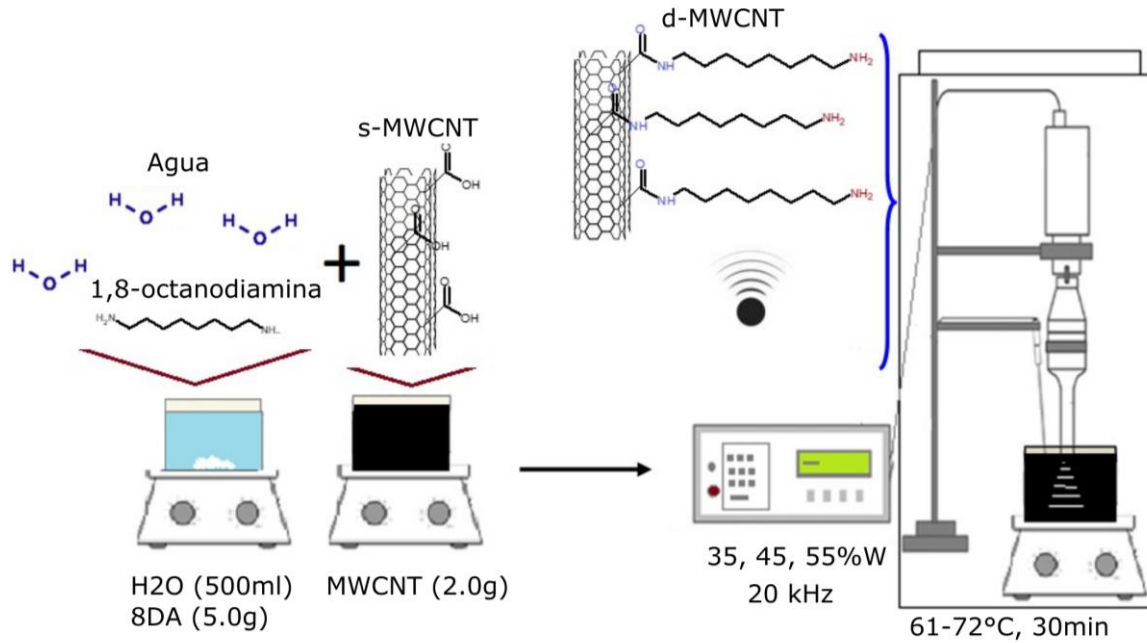 d-MWCNT
O
NH
NH2
O
NH
NH2
O
NH
NH2
s-MWCNT
O
OH
O
OH
O
OH
Agua
H H
O
H H
O
H H
O
+
1,8-octanodiamina
H2N
NH..
H2O (500ml)
8DA (5.0g)
MWCNT (2.0g)
35, 45, 55%W
20 kHz
61-72°C, 30min